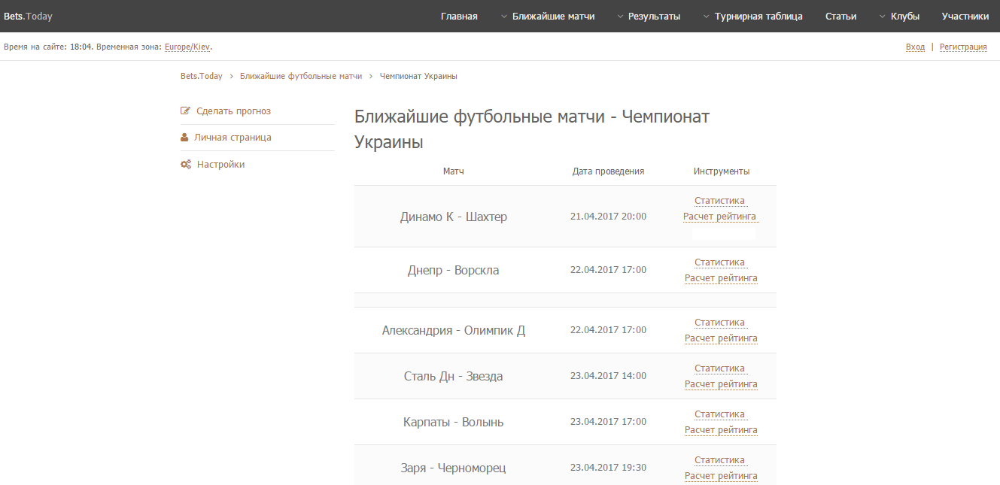 Bets.Today Главная Ближайшие матчи Результаты Турнирная таблица Статьи Клубы Участники
Время на сайте: 18:04. Временная зона: Europe/Kiev. Вход | Регистрация
Bets.Today > Ближайшие футбольные матчи > Чемпионат Украины
Сделать прогноз
Личная страница
Настройки
Ближайшие футбольные матчи - Чемпионат
Украины
Матч Дата проведения Инструменты
Динамо К - Шахтер 21.04.2017 20:00 Статистика
Расчет рейтинга
Днепр - Ворскла 22.04.2017 17:00 Статистика
Расчет рейтинга
Александрия - Олимпик Д 22.04.2017 17:00 Статистика
Расчет рейтинга
Сталь Дн - Звезда 23.04.2017 14:00 Статистика
Расчет рейтинга
Карпаты - Волынь 23.04.2017 17:00 Статистика
Расчет рейтинга
Заря - Черноморец 23.04.2017 19:30 Статистика
Расчет рейтинга